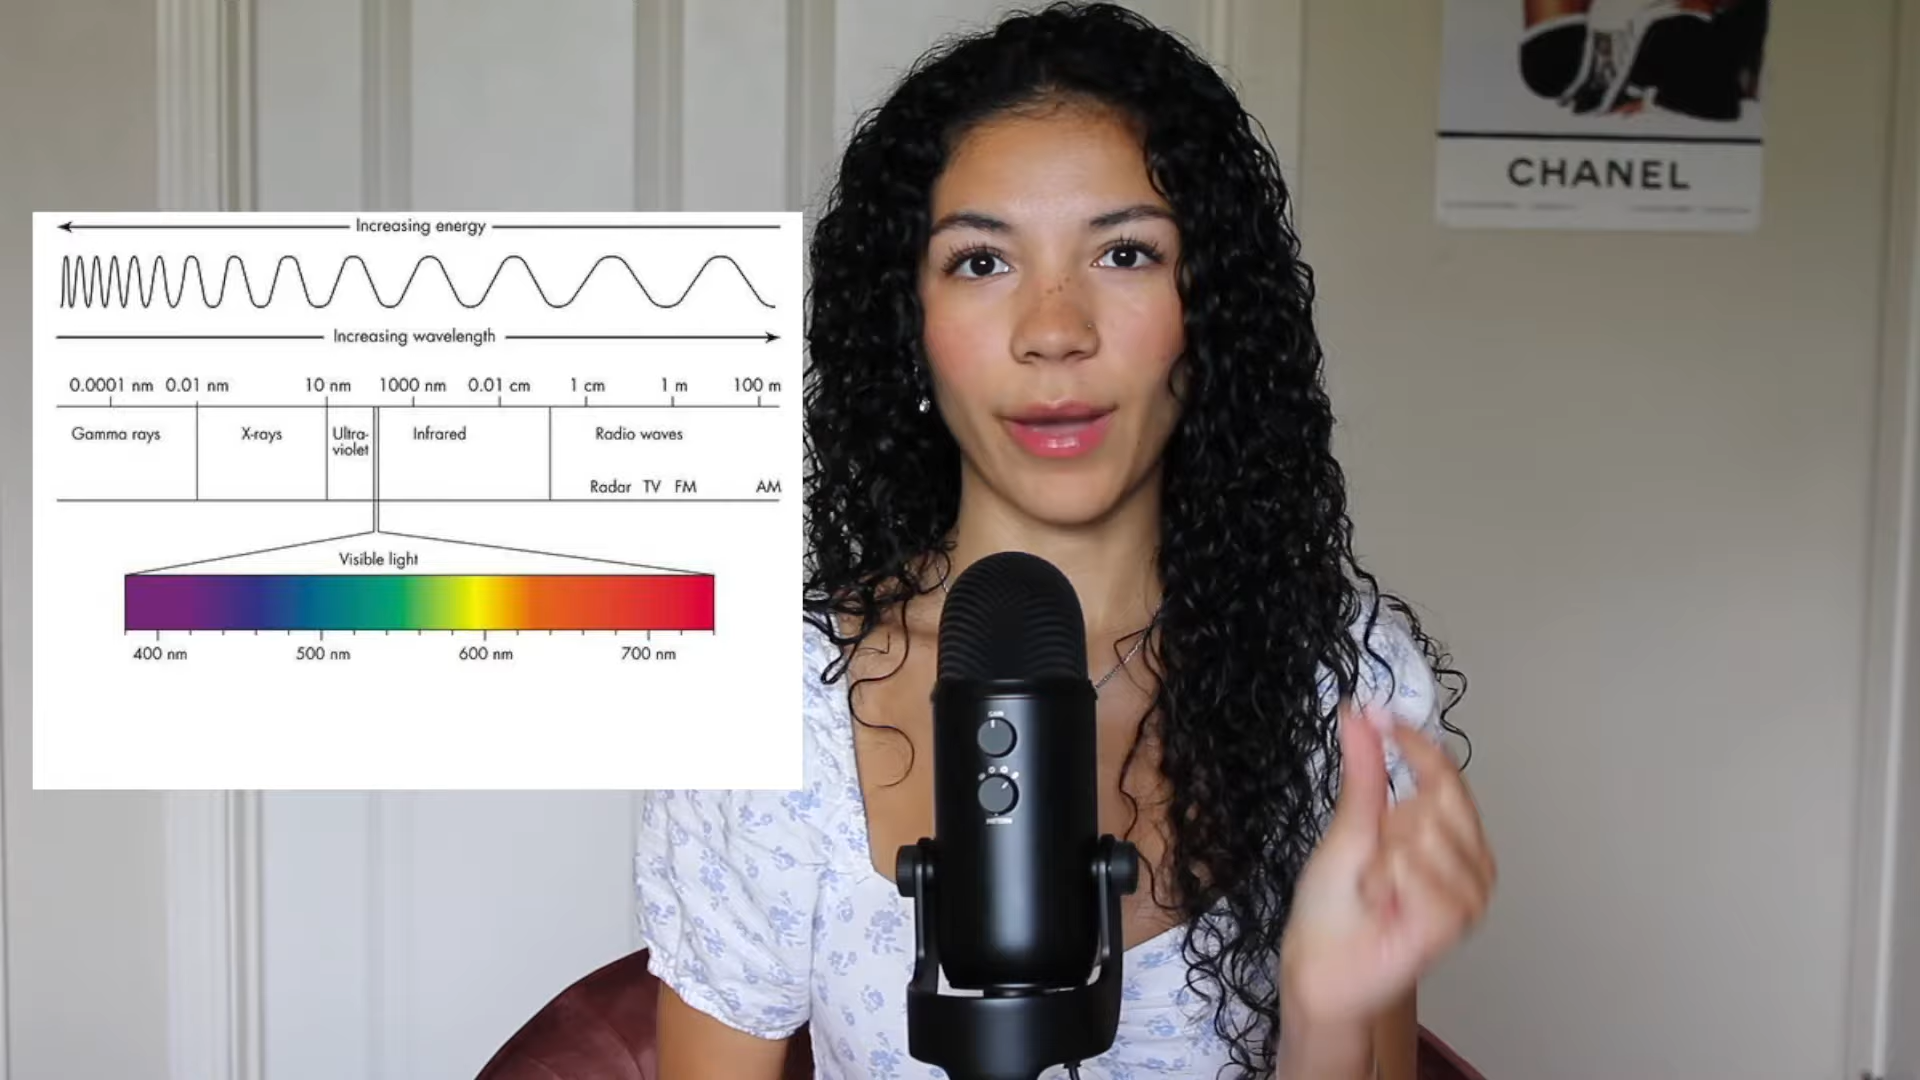 CHANEL
Increasing energy
Increasing wavelength
0.0001 nm 0.01 nm 10 nm 1000 nm 0.01 cm 1 cm 1 m 100 m
Gamma rays X-rays Ultra- Infrared Radio waves
violet
Radar TV FM AM
Visible light
400 nm 500 nm 600 nm 700 nm
GAIN
PATTERN